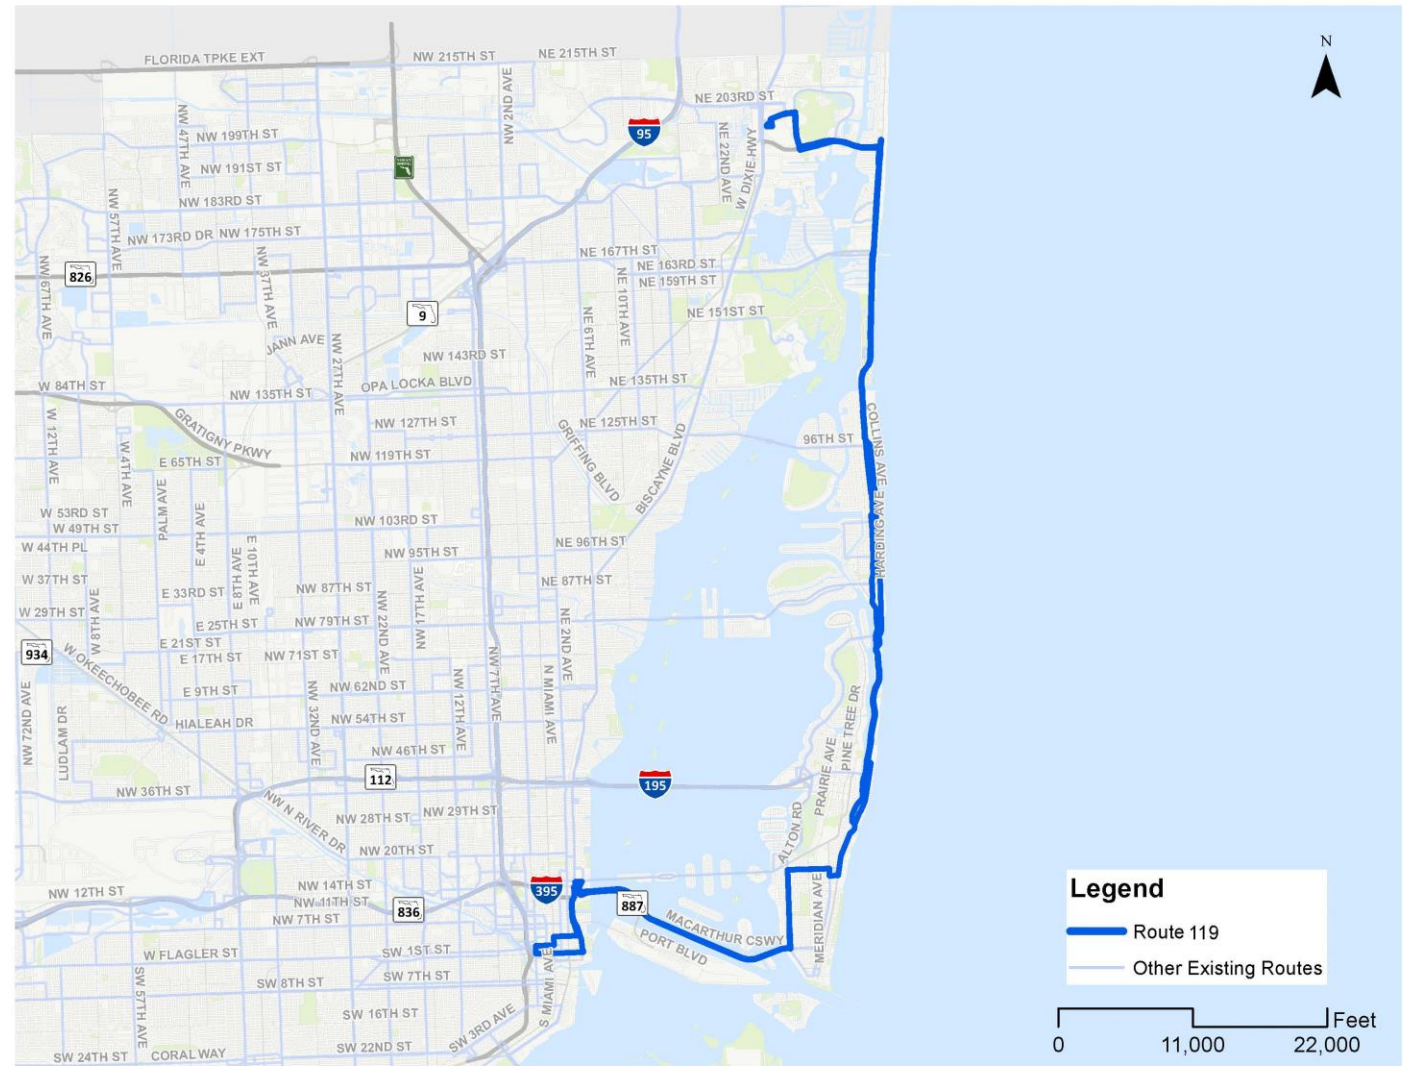 N
FLORIDA TPKE EXT
NW 215TH ST
NE 215TH ST
NW 2ND AVE
NE 203RD ST
NW 47TH AVE
NW 199TH ST
95
NE 22ND AVE
W DIXIE HWY
NW 191ST ST
NW 57TH AVE
NW 183RD ST
NW 173RD DR
NW 175TH ST
NW 37TH AVE
NE 167TH ST
NE 163RD ST
NE 159TH ST
NE 10TH AVE
NW 67TH AVE
826
9
NE 6TH AVE
NE 151ST ST
JANN AVE
NW 27TH AVE
NW 143RD ST
W 84TH ST
NW 135TH ST
OPA LOCKA BLVD
NE 135TH ST
GRATIGNY PKWY
NW 127TH ST
NE 125TH ST
GRIFFING BLVD
BISCAYNE BLVD
96TH ST
COLLINS AVE
W 12TH AVE
W 4TH AVE
E 65TH ST
NW 119TH ST
PALM AVE
W 53RD ST
W 49TH ST
E 4TH AVE
NW 103RD ST
HARDING AVE
W 44TH PL
E 10TH AVE
NW 95TH ST
NE 96TH ST
W 37TH ST
E 8TH AVE
E 33RD ST
NW 87TH ST
NW 17TH AVE
NE 87TH ST
W 29TH ST
W 8TH AVE
E 25TH ST
NW 79TH ST
NW 22ND AVE
NE 2ND AVE
934
E 21ST ST
E 17TH ST
NW 71ST ST
W OKEECHOBEE RD
E 9TH ST
NW 62ND ST
NW 12TH AVE
NW 7TH AVE
N MIAMI AVE
NW 72ND AVE
LUDLAM DR
HIALEAH DR
NW 32ND AVE
NW 54TH ST
PINE TREE DR
NW 46TH ST
PRAIRIE AVE
112
195
NW 36TH ST
NW N RIVER DR
NW 28TH ST
NW 29TH ST
ALTON RD
NW 20TH ST
NW 12TH ST
NW 14TH ST
395
NW 11TH ST
836
887
NW 7TH ST
MERIDIAN AVE
MACARTHUR CSWY
PORT BLVD
W FLAGLER ST
SW 1ST ST
SW 57TH AVE
SW 8TH ST
SW 7TH ST
S MIAMI AVE
SW 16TH ST
SW 3RD AVE
SW 24TH ST
CORAL WAY
SW 22ND ST
Legend
Route 119
Other Existing Routes
Feet
0
11,000
22,000